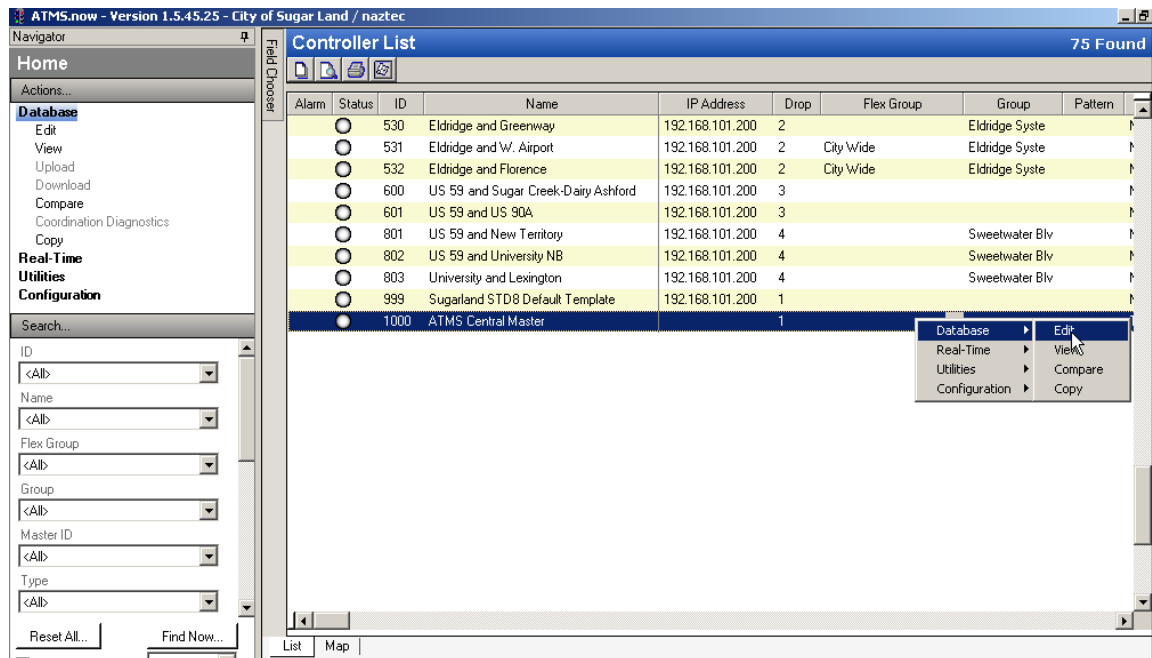 ATMS.now - Version 1.5.45.25 - City of Sugar Land / naztec
Navigator
Home
Actions...
Database
Edit
View
Upload
Download
Compare
Coordination Diagnostics
Copy
Real-Time
Utilities
Configuration
Search...
ID
<All>
Name
<All>
Flex Group
<All>
Group
<All>
Master ID
<All>
Type
<All>
Reset All... Find Now...
Field Chooser
Controller List 75 Found
Alarm Status ID Name IP Address Drop Flex Group Group Pattern
530 Eldridge and Greenway 192.168.101.200 2 Eldridge Syste
531 Eldridge and W. Airport 192.168.101.200 2 City Wide Eldridge Syste
532 Eldridge and Florence 192.168.101.200 2 City Wide Eldridge Syste
600 US 59 and Sugar Creek-Dairy Ashford 192.168.101.200 3
601 US 59 and US 90A 192.168.101.200 3
801 US 59 and New Territory 192.168.101.200 4 Sweetwater Blv
802 US 59 and University NB 192.168.101.200 4 Sweetwater Blv
803 University and Lexington 192.168.101.200 4 Sweetwater Blv
999 Sugarland STD8 Default Template 192.168.101.200 1
1000 ATMS Central Master 1
Database Edit
Real-Time View
Utilities Compare
Configuration Copy
List Map